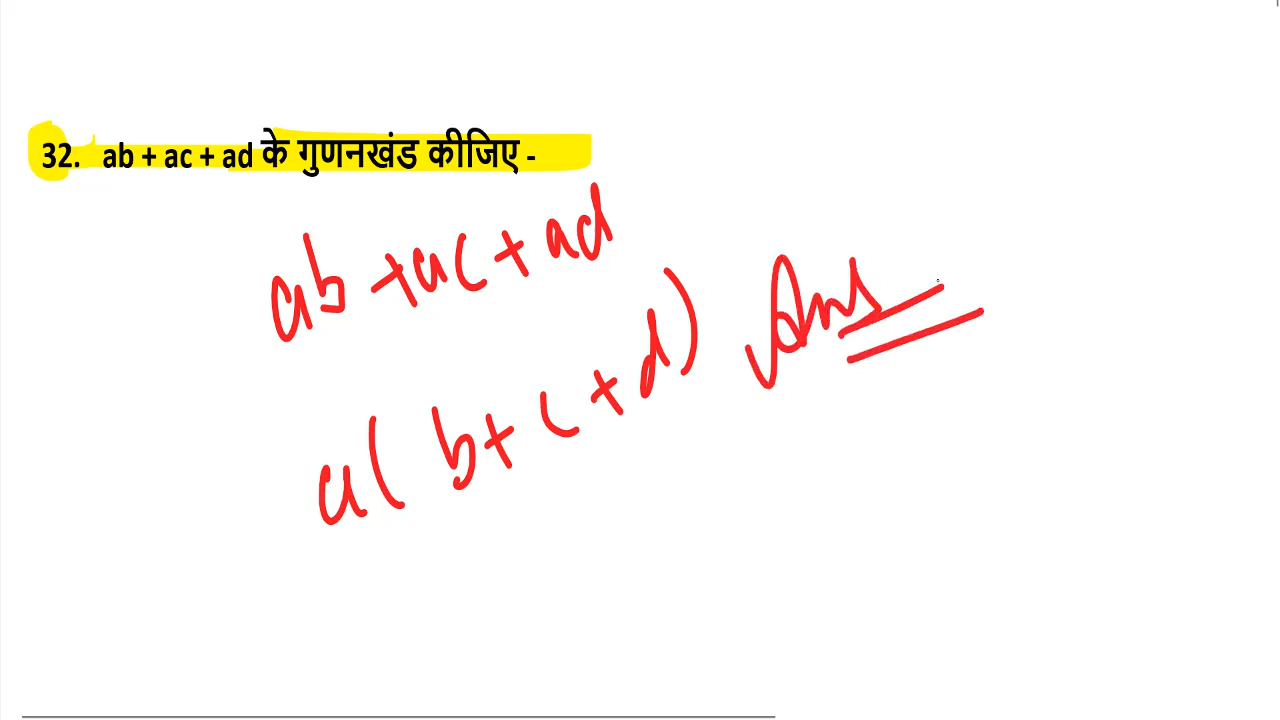 32. ab + ac + ad के गुणनखंड कीजिए -
ab + ac + ad
a( b + c + d) Ans